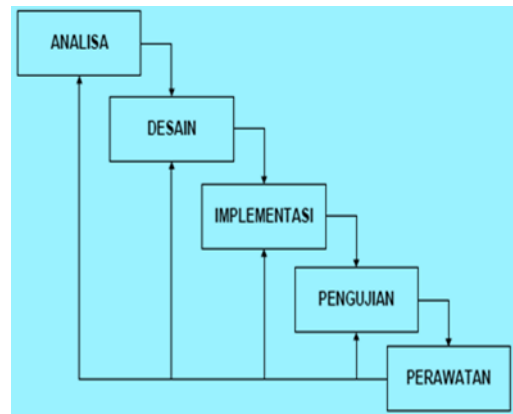 ANALISA
DESAIN
IMPLEMENTASI
PENGUJIAN
PERAWATAN